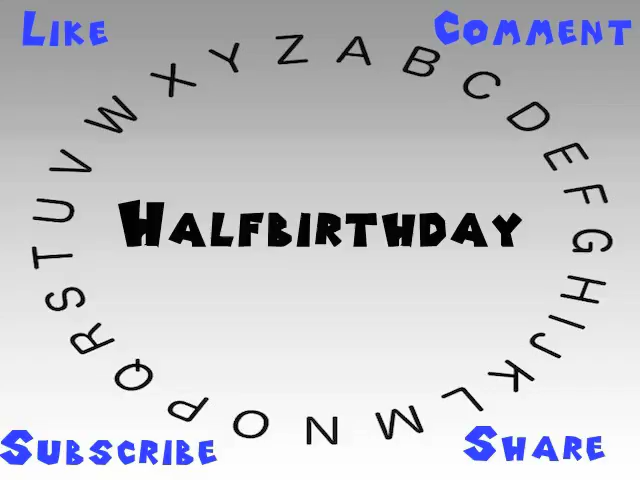 Like
Comment
A B C D E F G H I J K L M N O P Q R S T U V W X Y Z
Halfbirthday
Subscribe
Share